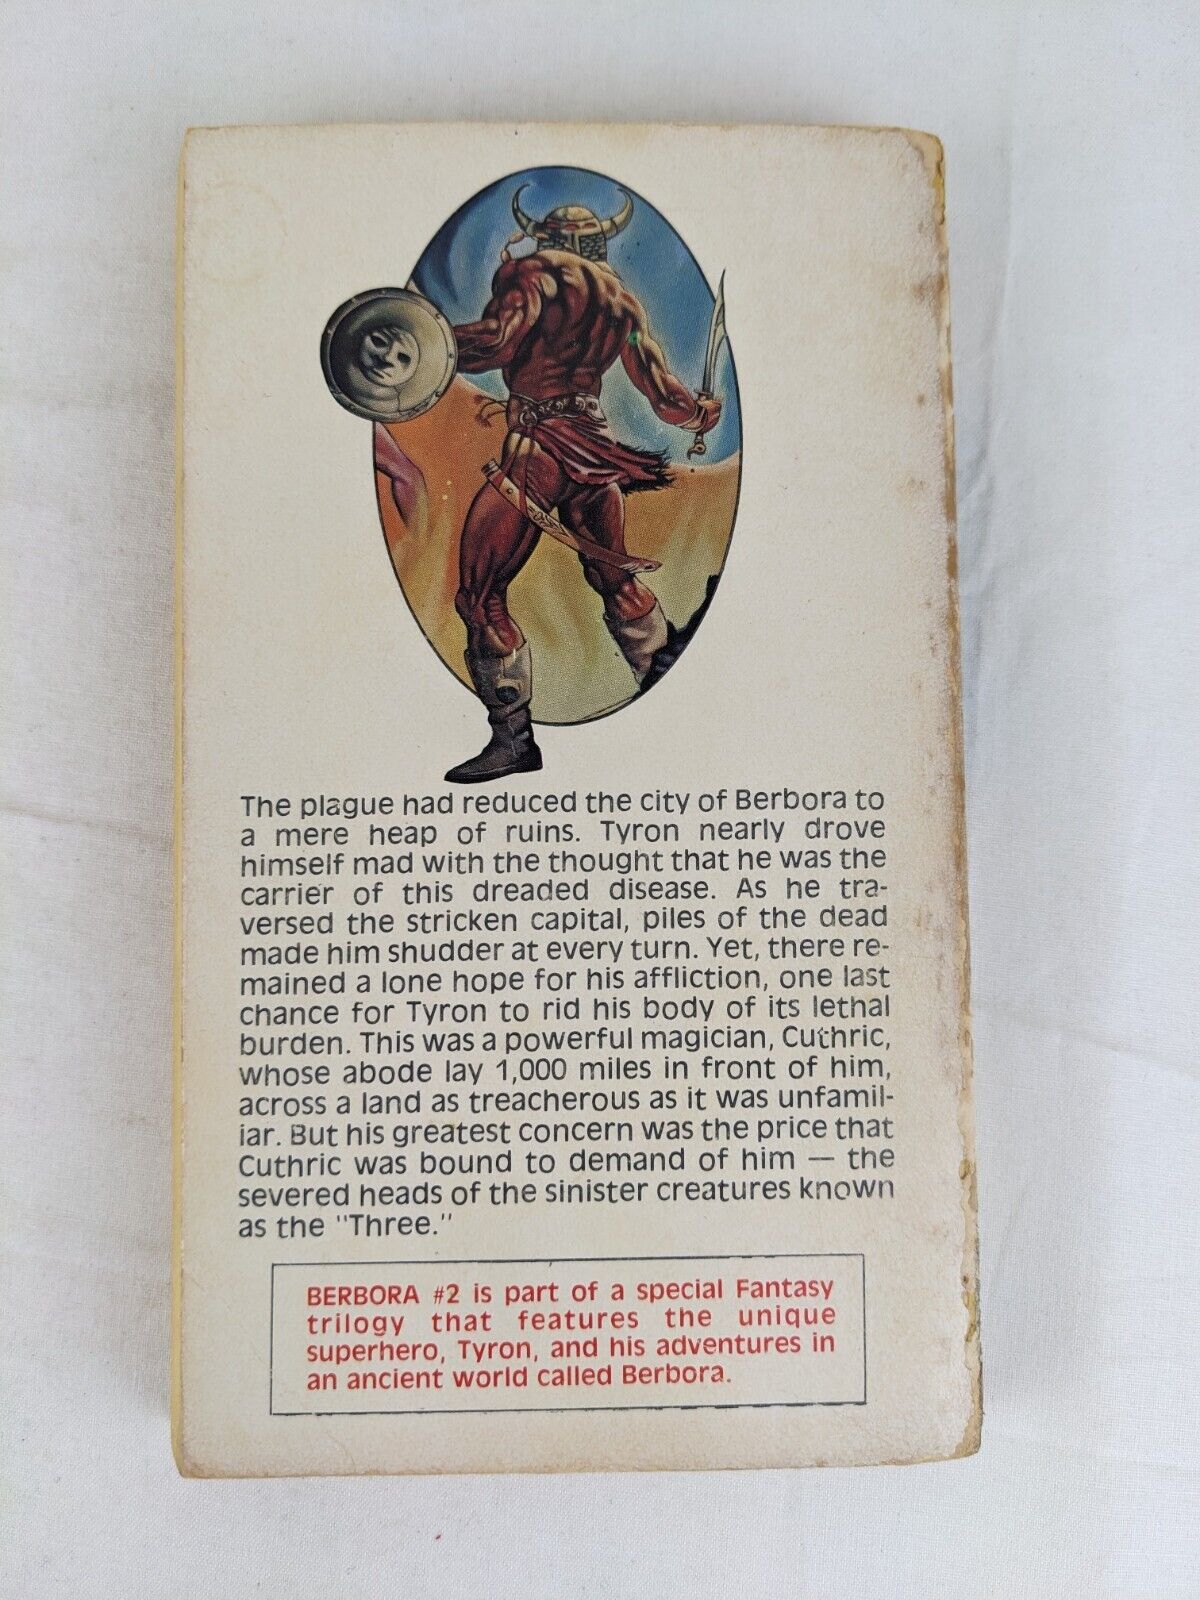 The plague had reduced the city of Berbora to
a mere heap of ruins. Tyron nearly drove
himself mad with the thought that he was the
carrier of this dreaded disease. As he tra-
versed the stricken capital, piles of the dead
made him shudder at every turn. Yet, there re-
mained a lone hope for his affliction, one last
chance for Tyron to rid his body of its lethal
burden. This was a powerful magician, Cuthric,
whose abode lay 1,000 miles in front of him,
across a land as treacherous as it was unfamil-
iar. But his greatest concern was the price that
Cuthric was bound to demand of him — the
severed heads of the sinister creatures known
as the "Three."
BERBORA #2 is part of a special Fantasy
trilogy that features the unique
superhero, Tyron, and his adventures in
an ancient world called Berbora.